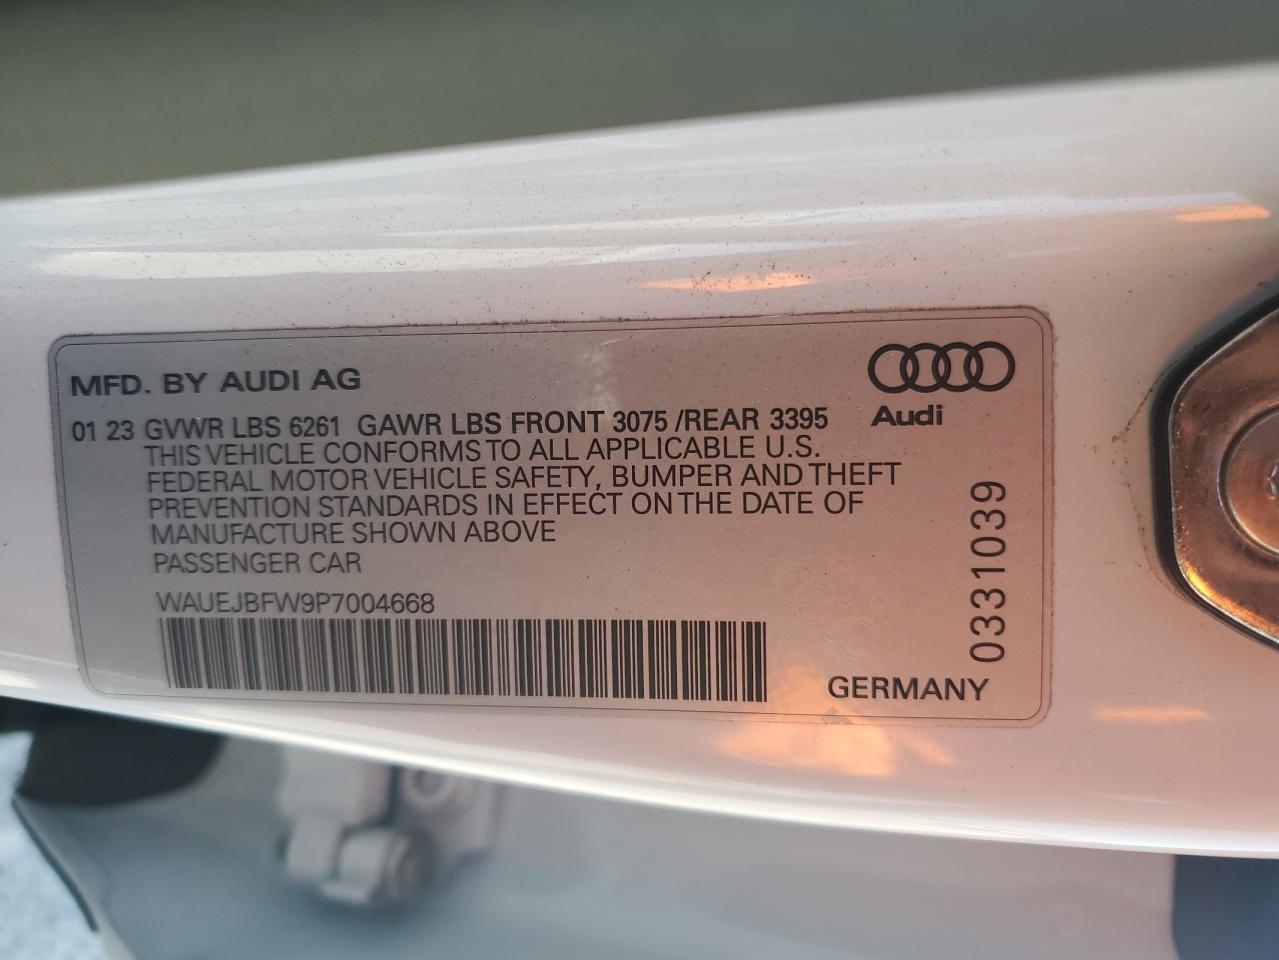 MFD. BY AUDI AG
Audi
01 23 GVWR LBS 6261 GAWR LBS FRONT 3075 /REAR 3395
THIS VEHICLE CONFORMS TO ALL APPLICABLE U.S.
FEDERAL MOTOR VEHICLE SAFETY, BUMPER AND THEFT
PREVENTION STANDARDS IN EFFECT ON THE DATE OF
MANUFACTURE SHOWN ABOVE
PASSENGER CAR
WAUEJBFW9P7004668
GERMANY
03310039